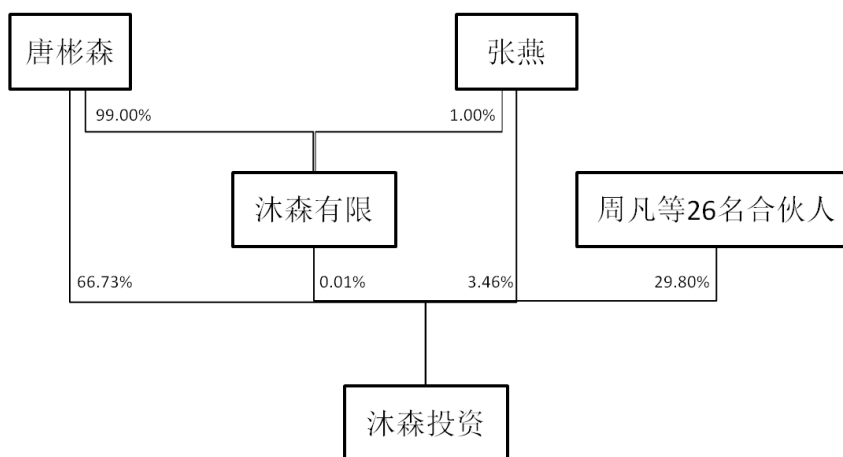 唐彬森
张燕
99.00%
1.00%
沐森有限
周凡等26名合伙人
66.73%
0.01%
3.46%
29.80%
沐森投资